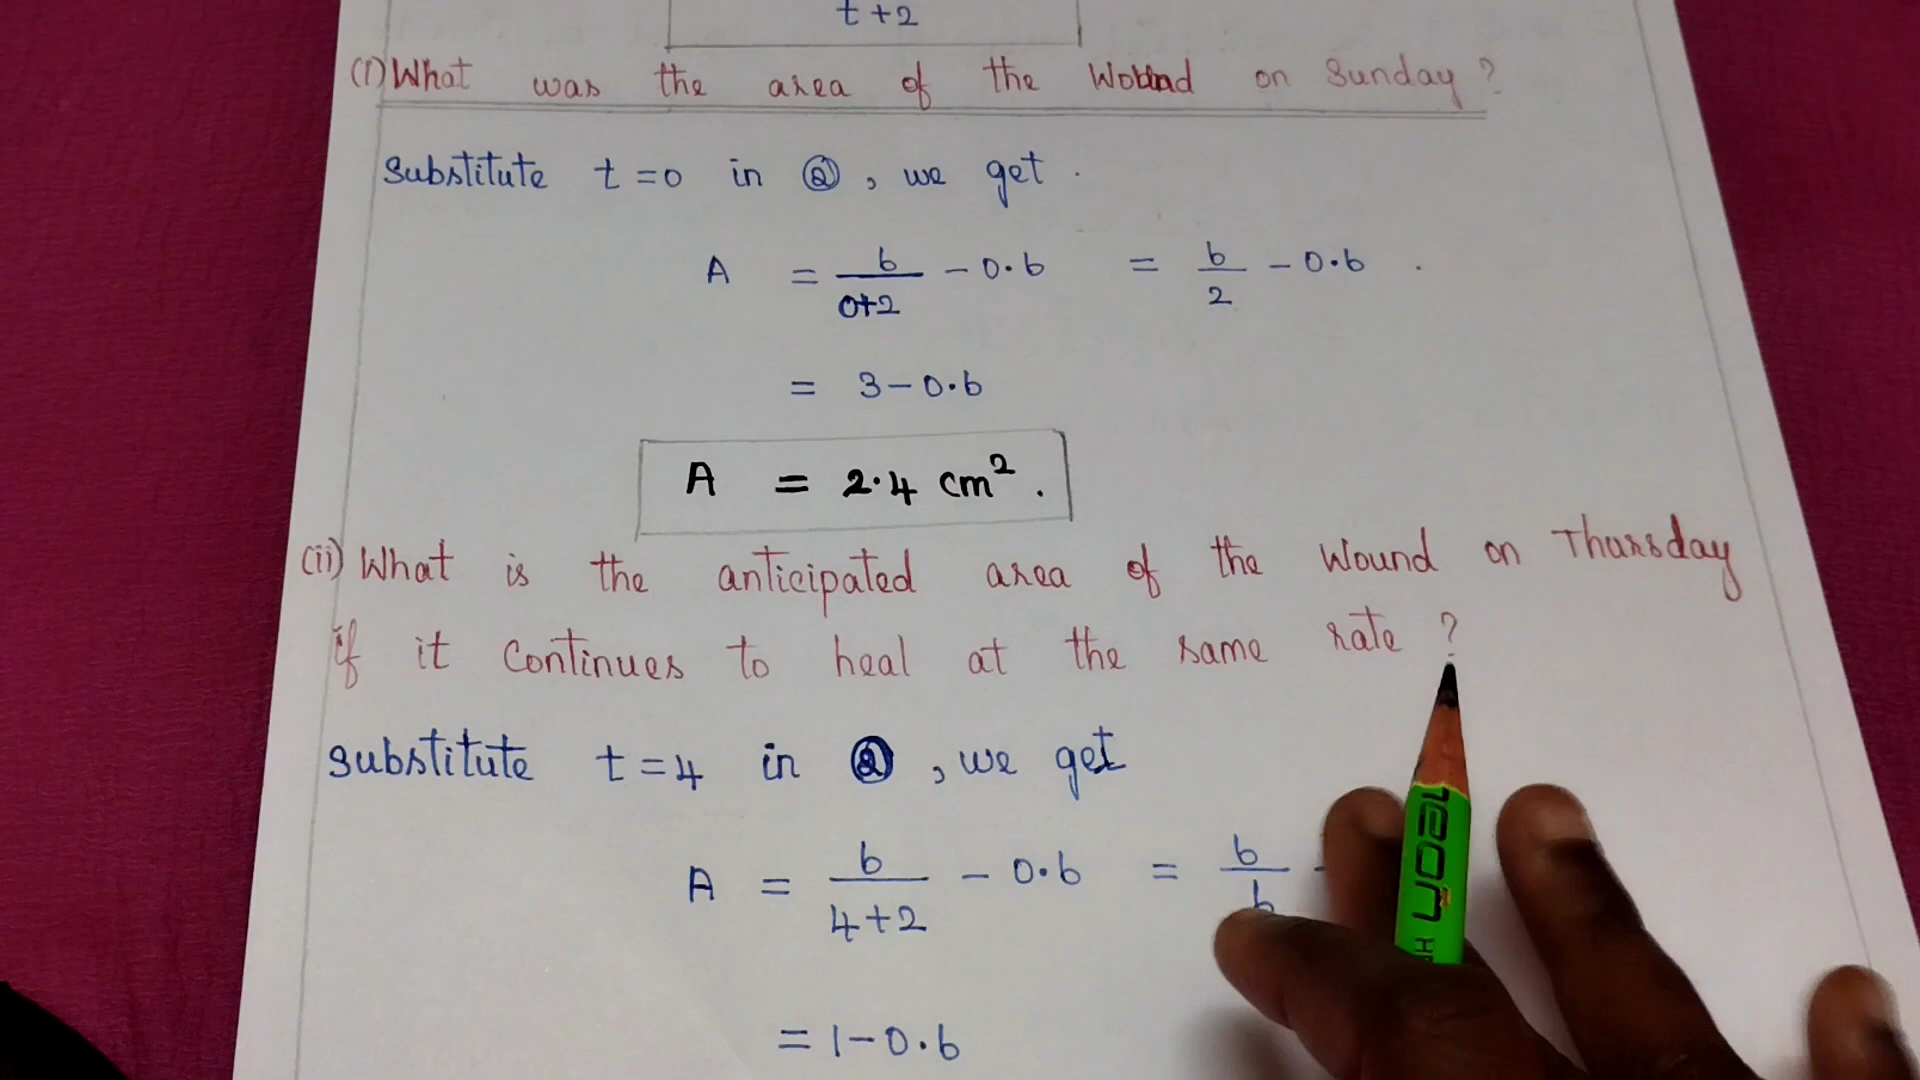 t+2
(i) What was the area of the Wound on Sunday?
Substitute t=0 in ②, we get.
A = 6/0+2 - 0.6 = 6/2 - 0.6.
= 3-0.6
A = 2.4 cm².
(ii) What is the anticipated area of the Wound on Thursday
if it continues to heal at the same rate?
Substitute t=4 in ②, we get
A = 6/4+2 - 0.6 = 6/6 -
neon
= 1-0.6